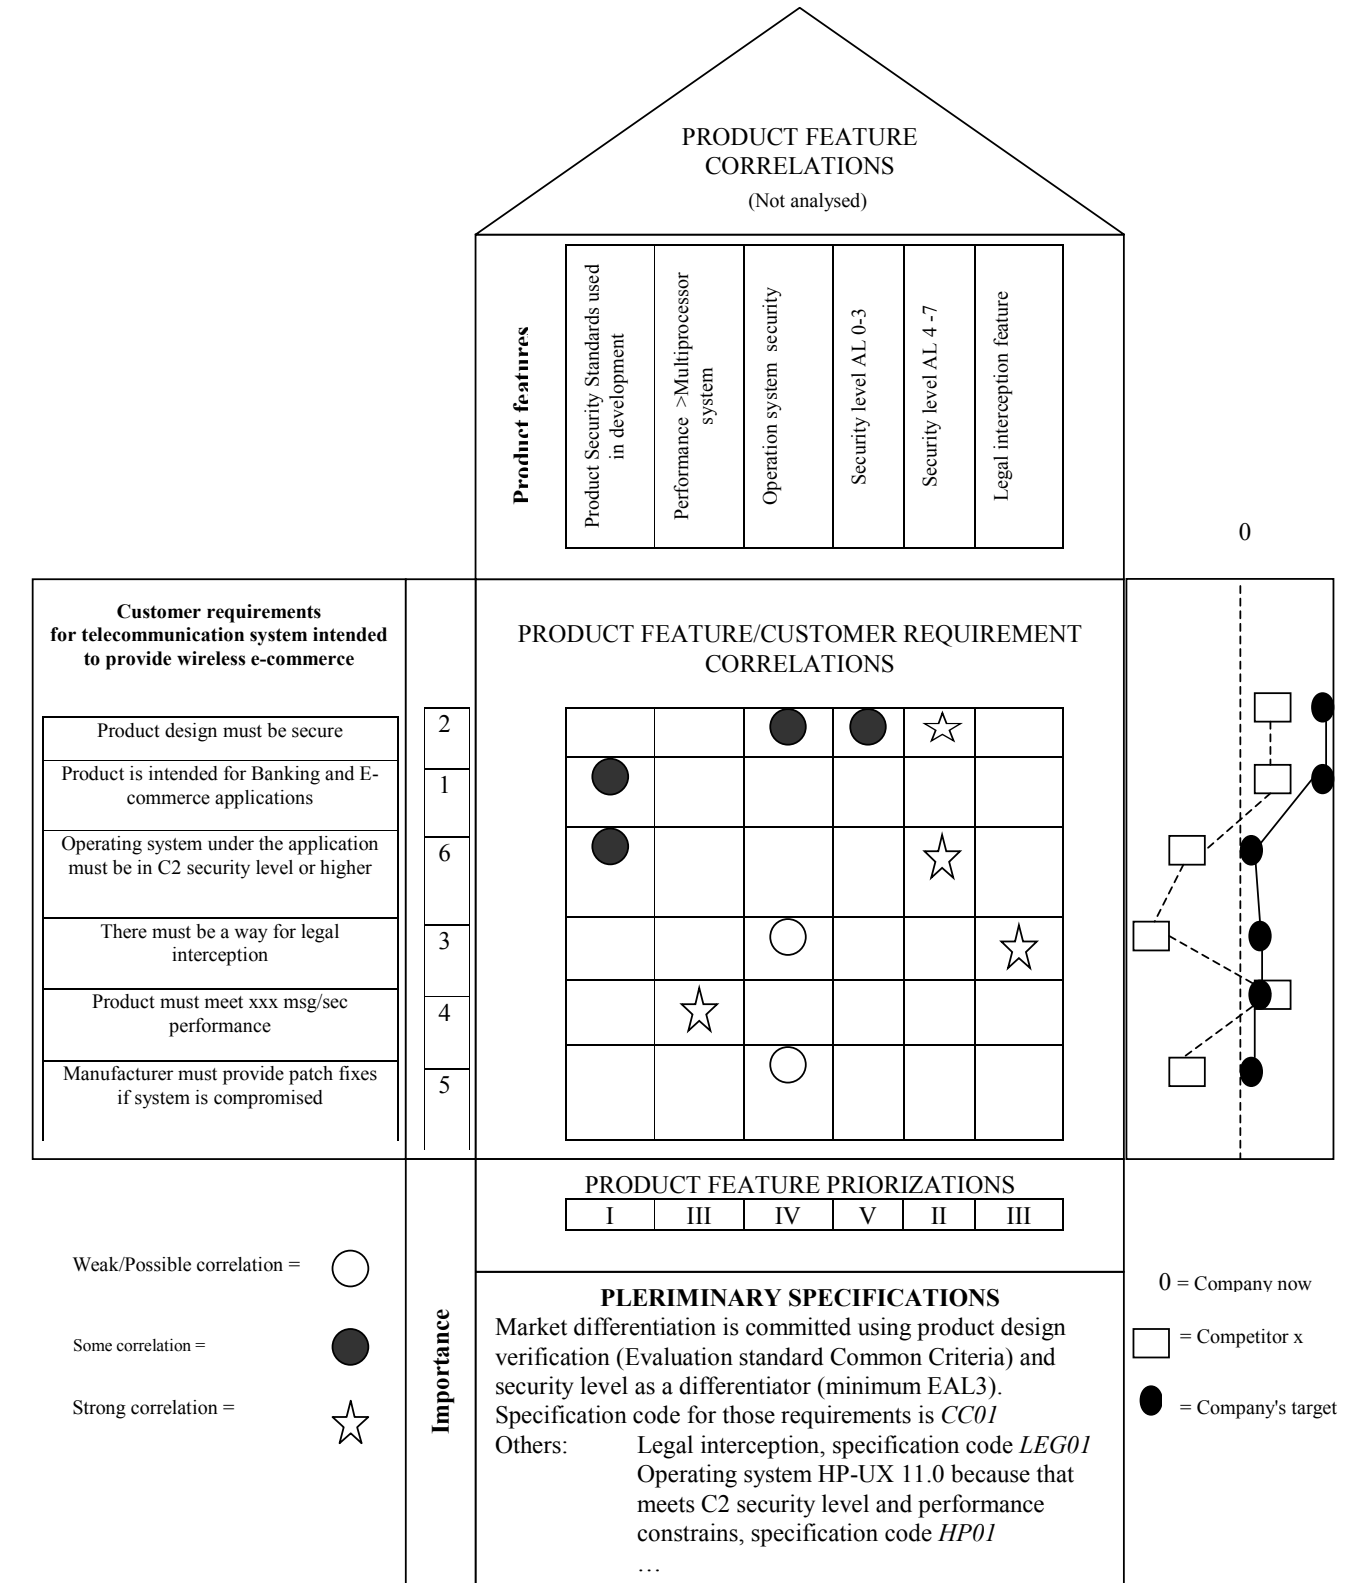 PRODUCT FEATURE
CORRELATIONS
(Not analysed)
Product features
Product Security Standards used
in development
Performance >Multiprocessor
system
Operation system security
Security level AL 0-3
Security level AL 4 -7
Legal interception feature
0
Customer requirements
for telecommunication system intended
to provide wireless e-commerce
PRODUCT FEATURE/CUSTOMER REQUIREMENT
CORRELATIONS
Product design must be secure
2
Product is intended for Banking and E-
commerce applications
1
Operating system under the application
must be in C2 security level or higher
6
There must be a way for legal
interception
3
Product must meet xxx msg/sec
performance
4
Manufacturer must provide patch fixes
if system is compromised
5
PRODUCT FEATURE PRIORIZATIONS
I III IV V II III
Weak/Possible correlation =
Some correlation =
Strong correlation =
Importance
PLERIMINARY SPECIFICATIONS
Market differentiation is committed using product design
verification (Evaluation standard Common Criteria) and
security level as a differentiator (minimum EAL3).
Specification code for those requirements is CC01
Others: Legal interception, specification code LEG01
Operating system HP-UX 11.0 because that
meets C2 security level and performance
constrains, specification code HP01
…
0 = Company now
= Competitor x
= Company's target